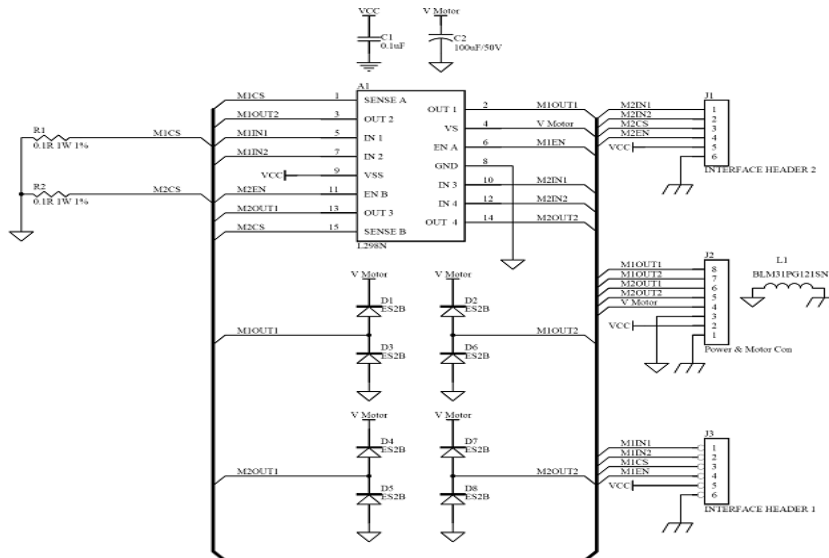 VCC
V Motor
C1
0.1uF
C2
100uF/50V
A1
M1CS 1 SENSE A
M1OUT2 3 OUT 2
M1IN1 5 IN 1
M1IN2 7 IN 2
VCC 9 VSS
M2EN 11 EN B
M2OUT1 13 OUT 3
M2CS 15 SENSE B
OUT 1 2 M1OUT1
VS 4 V Motor
EN A 6 M1EN
GND 8
IN 3 10 M2IN1
IN 4 12 M2IN2
OUT 4 14 M2OUT2
L298N
R1
0.1R 1W 1%
M1CS
R2
0.1R 1W 1%
M2CS
J1
M2IN1 1
M2IN2 2
M2CS 3
M2EN 4
VCC 5
6
INTERFACE HEADER 2
J2
M1OUT1 8
M1OUT2 7
M2OUT1 6
M2OUT2 5
V Motor 4
3
VCC 2
1
Power & Motor Con
L1
BLM31PG121SN
V Motor
D1
ES2B
M1OUT1
D3
ES2B
V Motor
D2
ES2B
M1OUT2
D6
ES2B
V Motor
D4
ES2B
M2OUT1
D5
ES2B
V Motor
D7
ES2B
M2OUT2
D8
ES2B
J3
M1IN1 1
M1IN2 2
M1CS 3
M1EN 4
VCC 5
6
INTERFACE HEADER 1